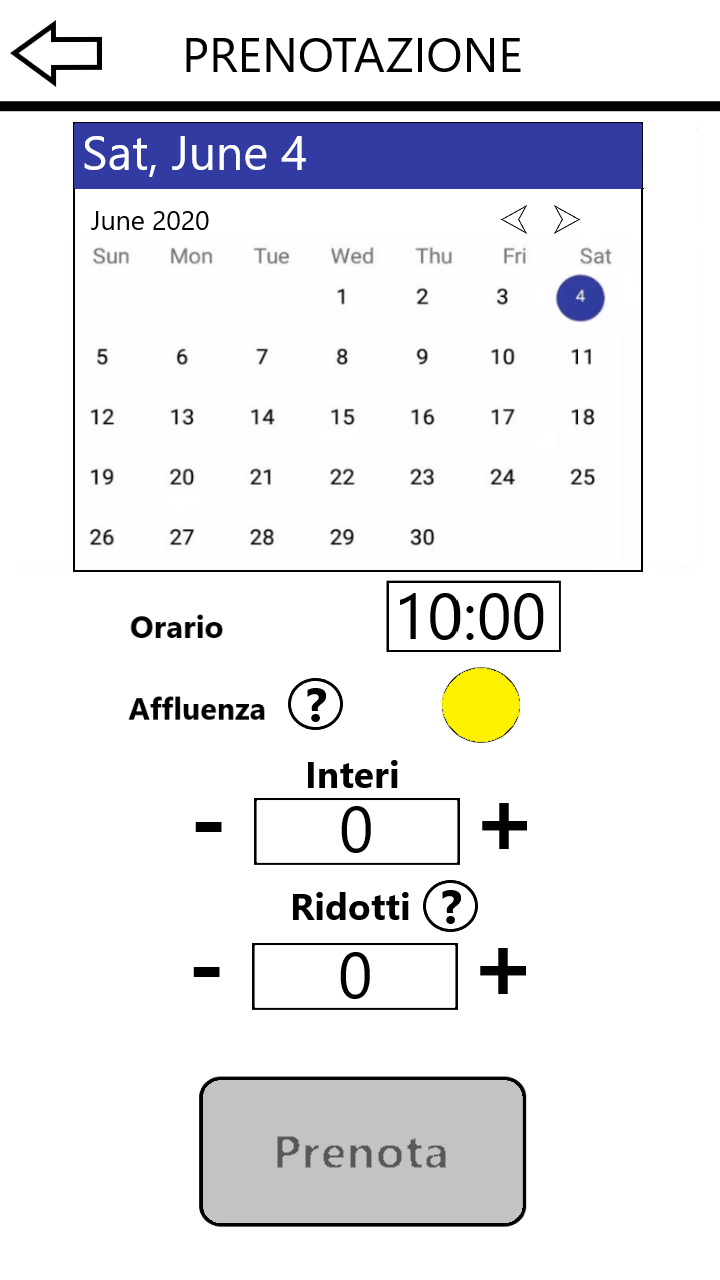 PRENOTAZIONE
Sat, June 4
June 2020
Sun Mon Tue Wed Thu Fri Sat
1 2 3 4
5 6 7 8 9 10 11
12 13 14 15 16 17 18
19 20 21 22 23 24 25
26 27 28 29 30
Orario 10:00
Affluenza ?
Interi
- 0 +
Ridotti ?
- 0 +
Prenota